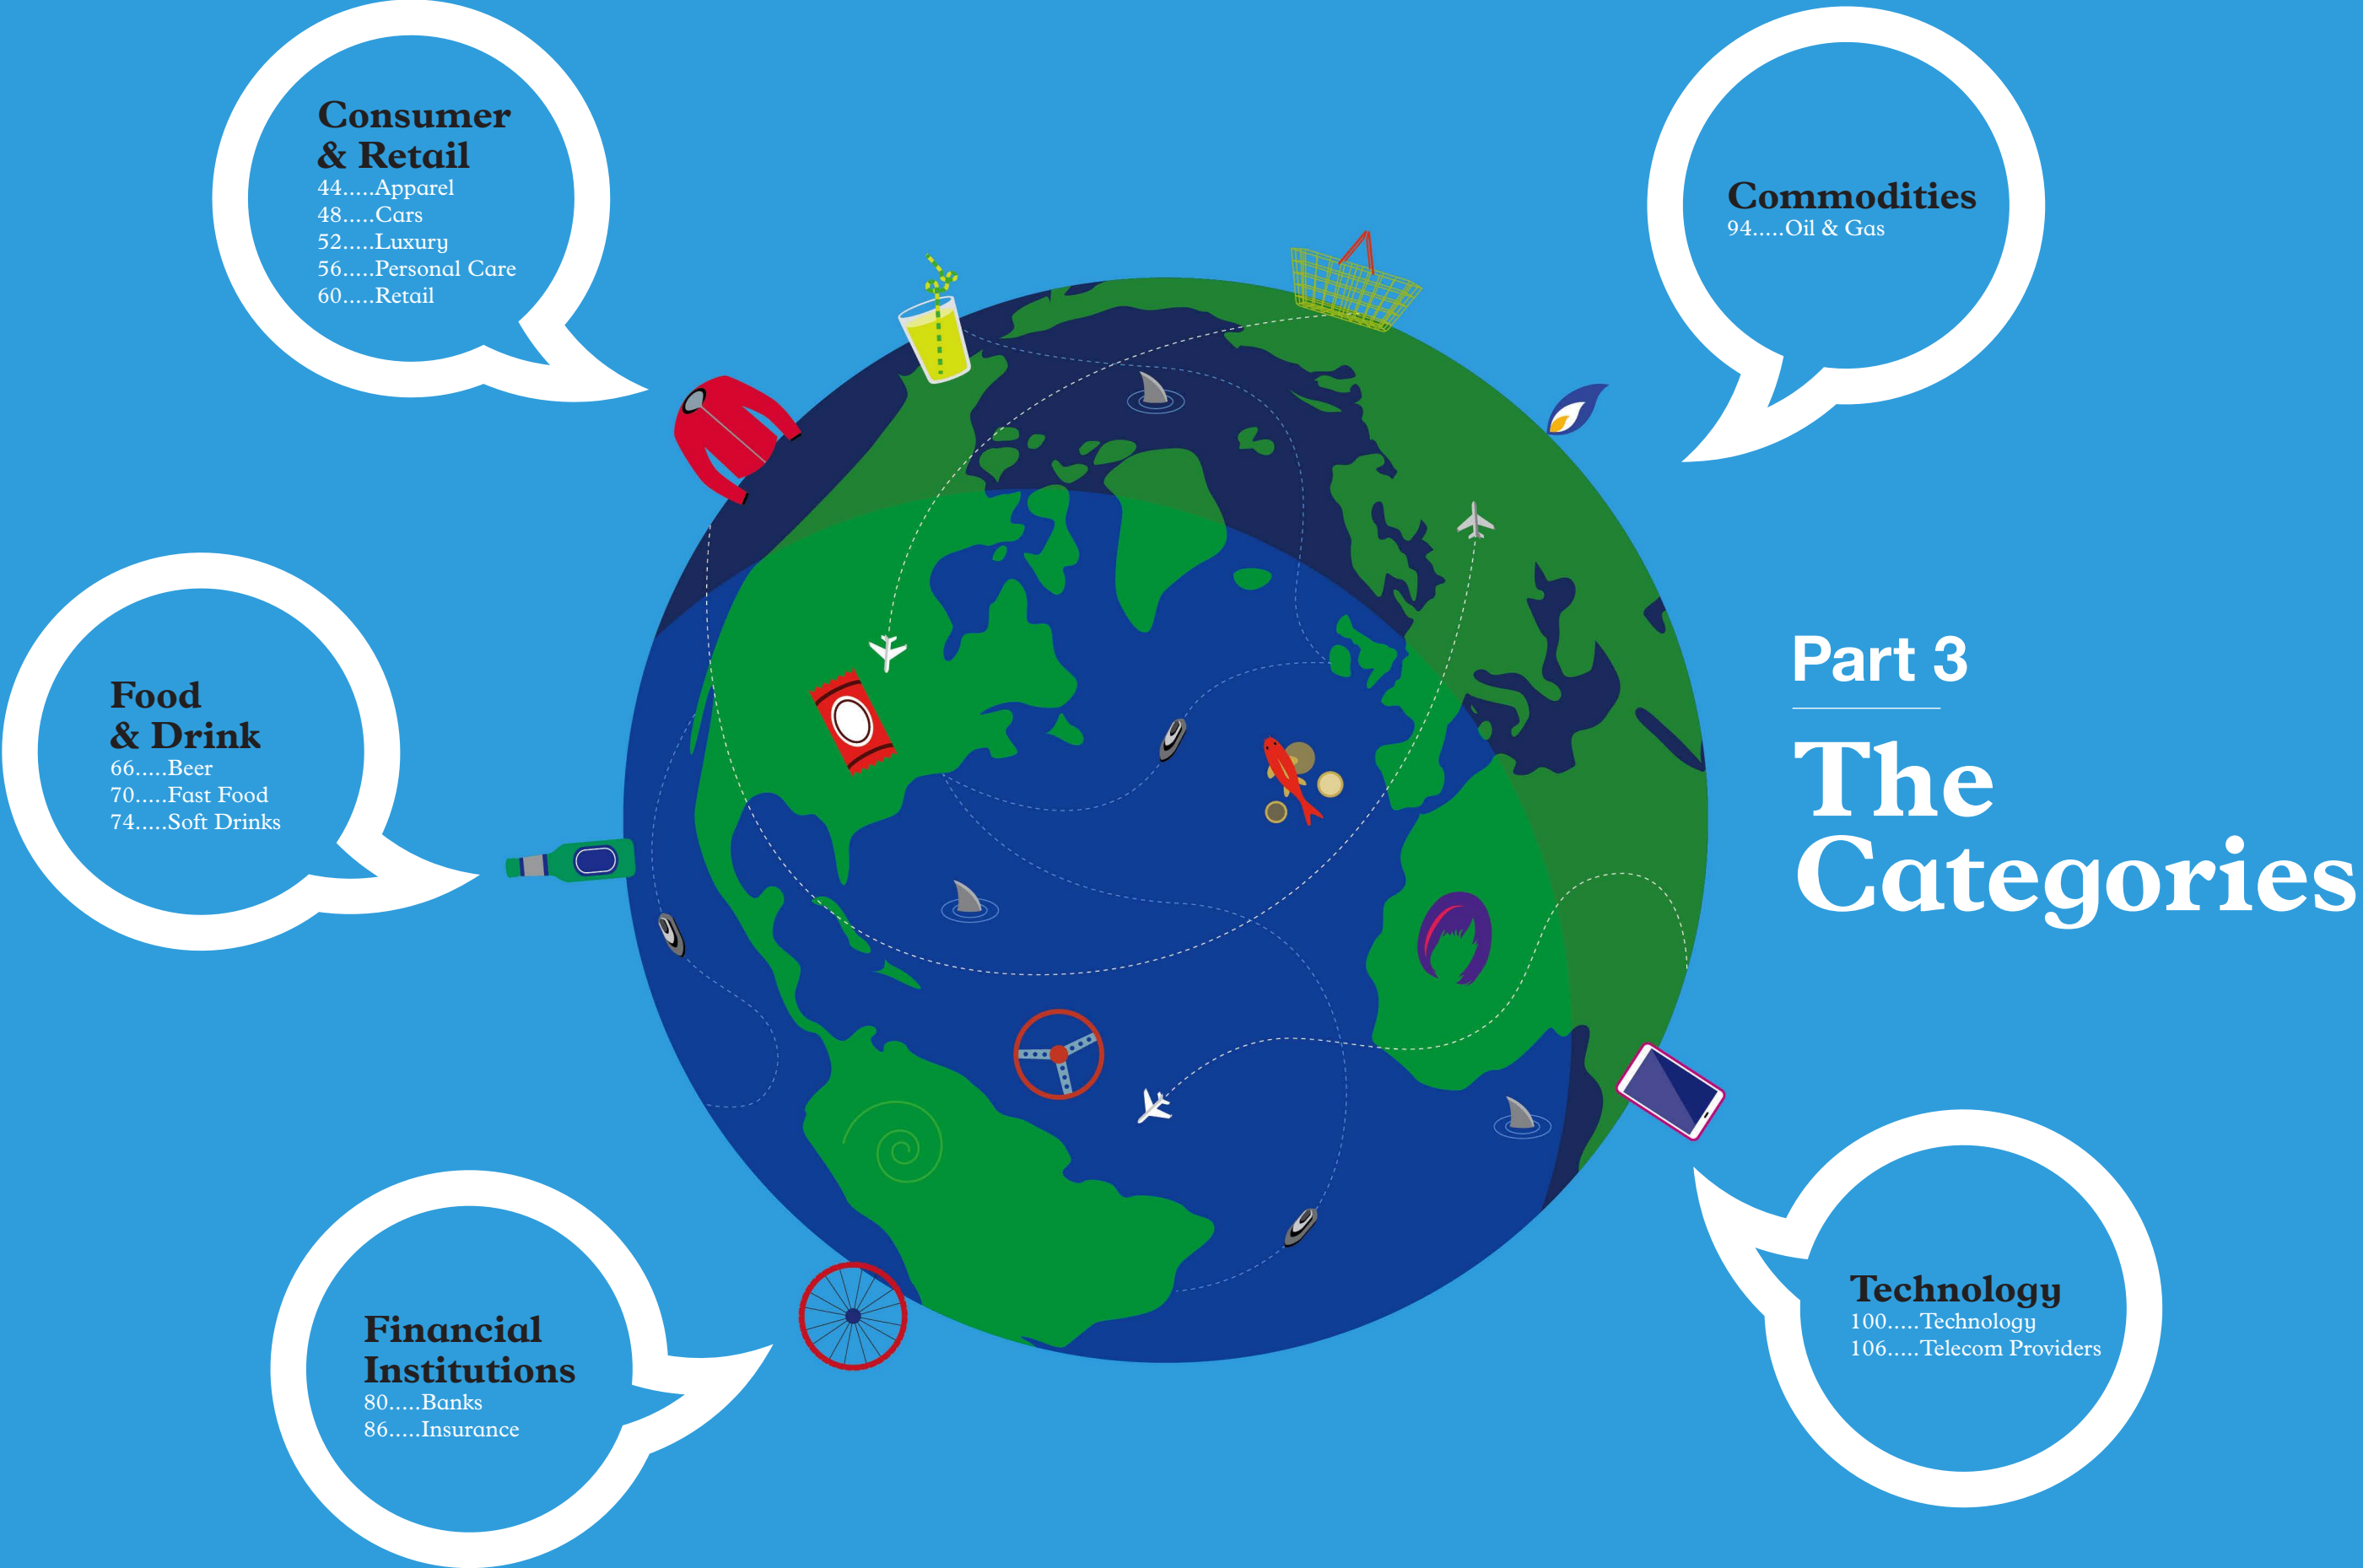 Consumer
& Retail
44.....Apparel
48.....Cars
52.....Luxury
56.....Personal Care
60.....Retail
Commodities
94.....Oil & Gas
Food
& Drink
66.....Beer
70.....Fast Food
74.....Soft Drinks
Part 3
The
Categories
Financial
Institutions
80.....Banks
86.....Insurance
Technology
100.....Technology
106.....Telecom Providers